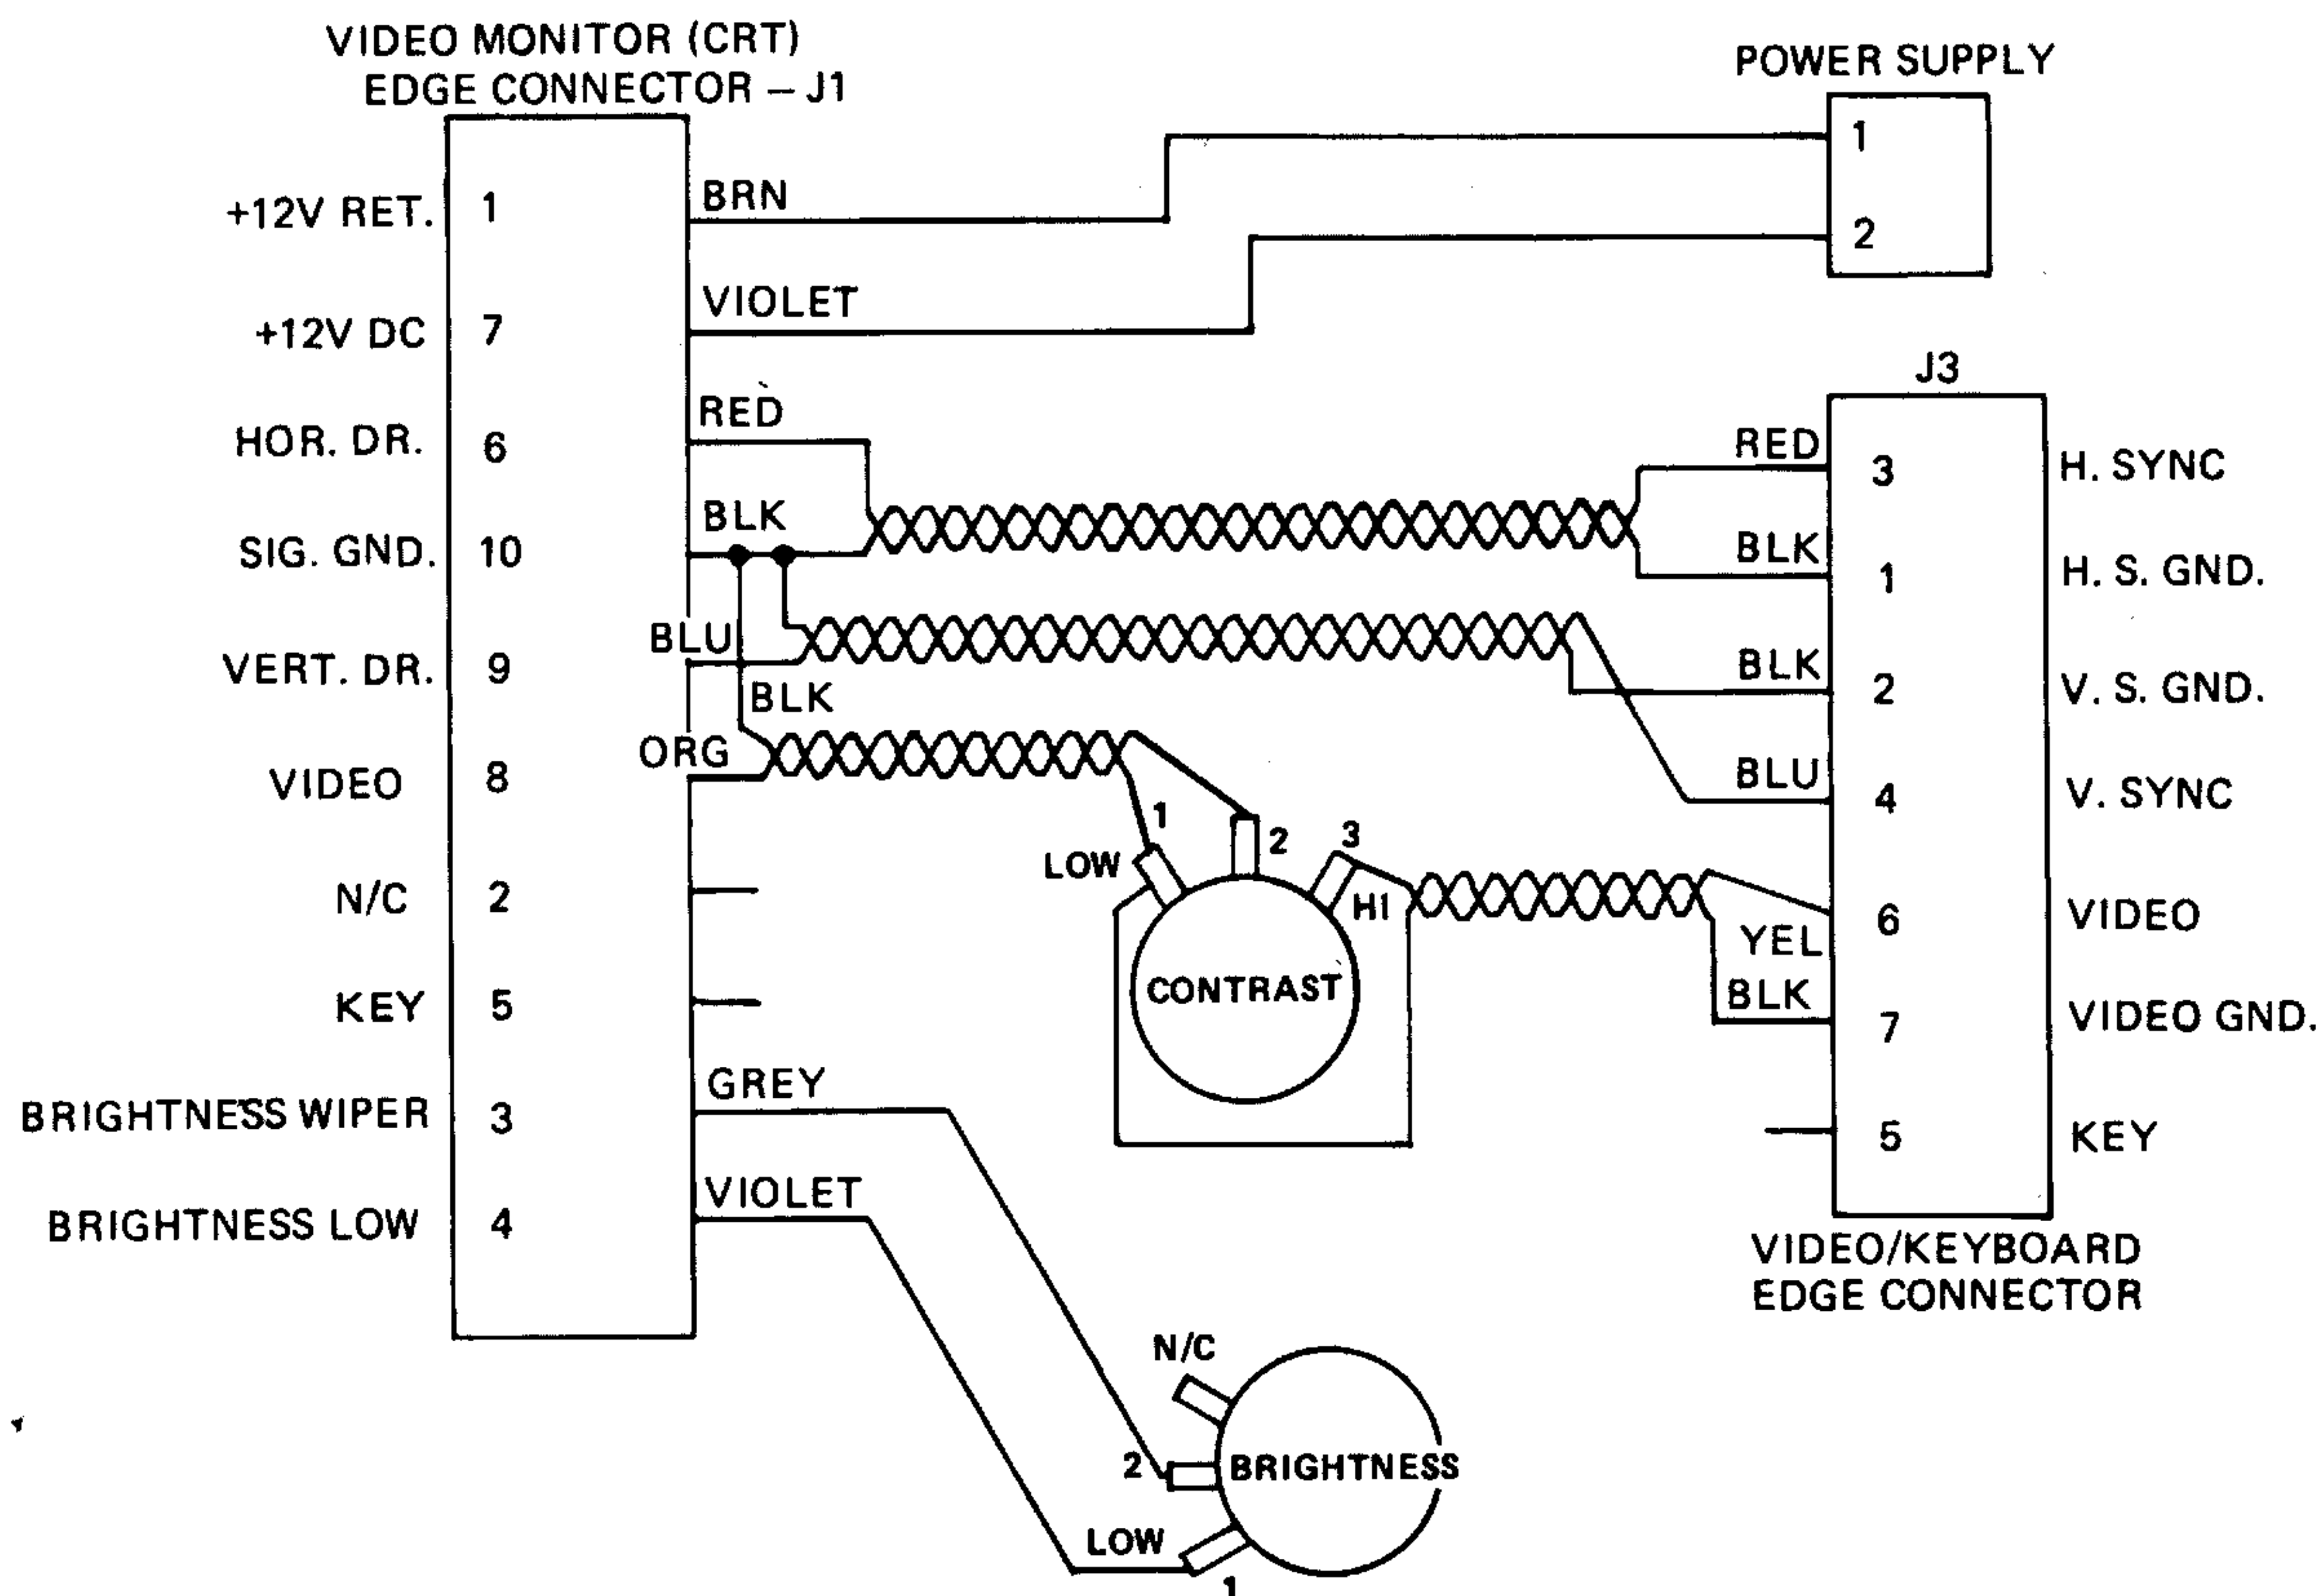 VIDEO MONITOR (CRT)
EDGE CONNECTOR – J1
POWER SUPPLY
1
2
+12V RET. 1 BRN
+12V DC 7 VIOLET
HOR. DR. 6 RED
SIG. GND. 10 BLK
VERT. DR. 9 BLU
BLK
VIDEO 8 ORG
N/C 2
KEY 5
BRIGHTNESS WIPER 3 GREY
BRIGHTNESS LOW 4 VIOLET
J3
RED 3 H. SYNC
BLK 1 H. S. GND.
BLK 2 V. S. GND.
BLU 4 V. SYNC
YEL 6 VIDEO
BLK 7 VIDEO GND.
5 KEY
VIDEO/KEYBOARD
EDGE CONNECTOR
1
LOW
2
3
HI
CONTRAST
N/C
2
BRIGHTNESS
LOW
1